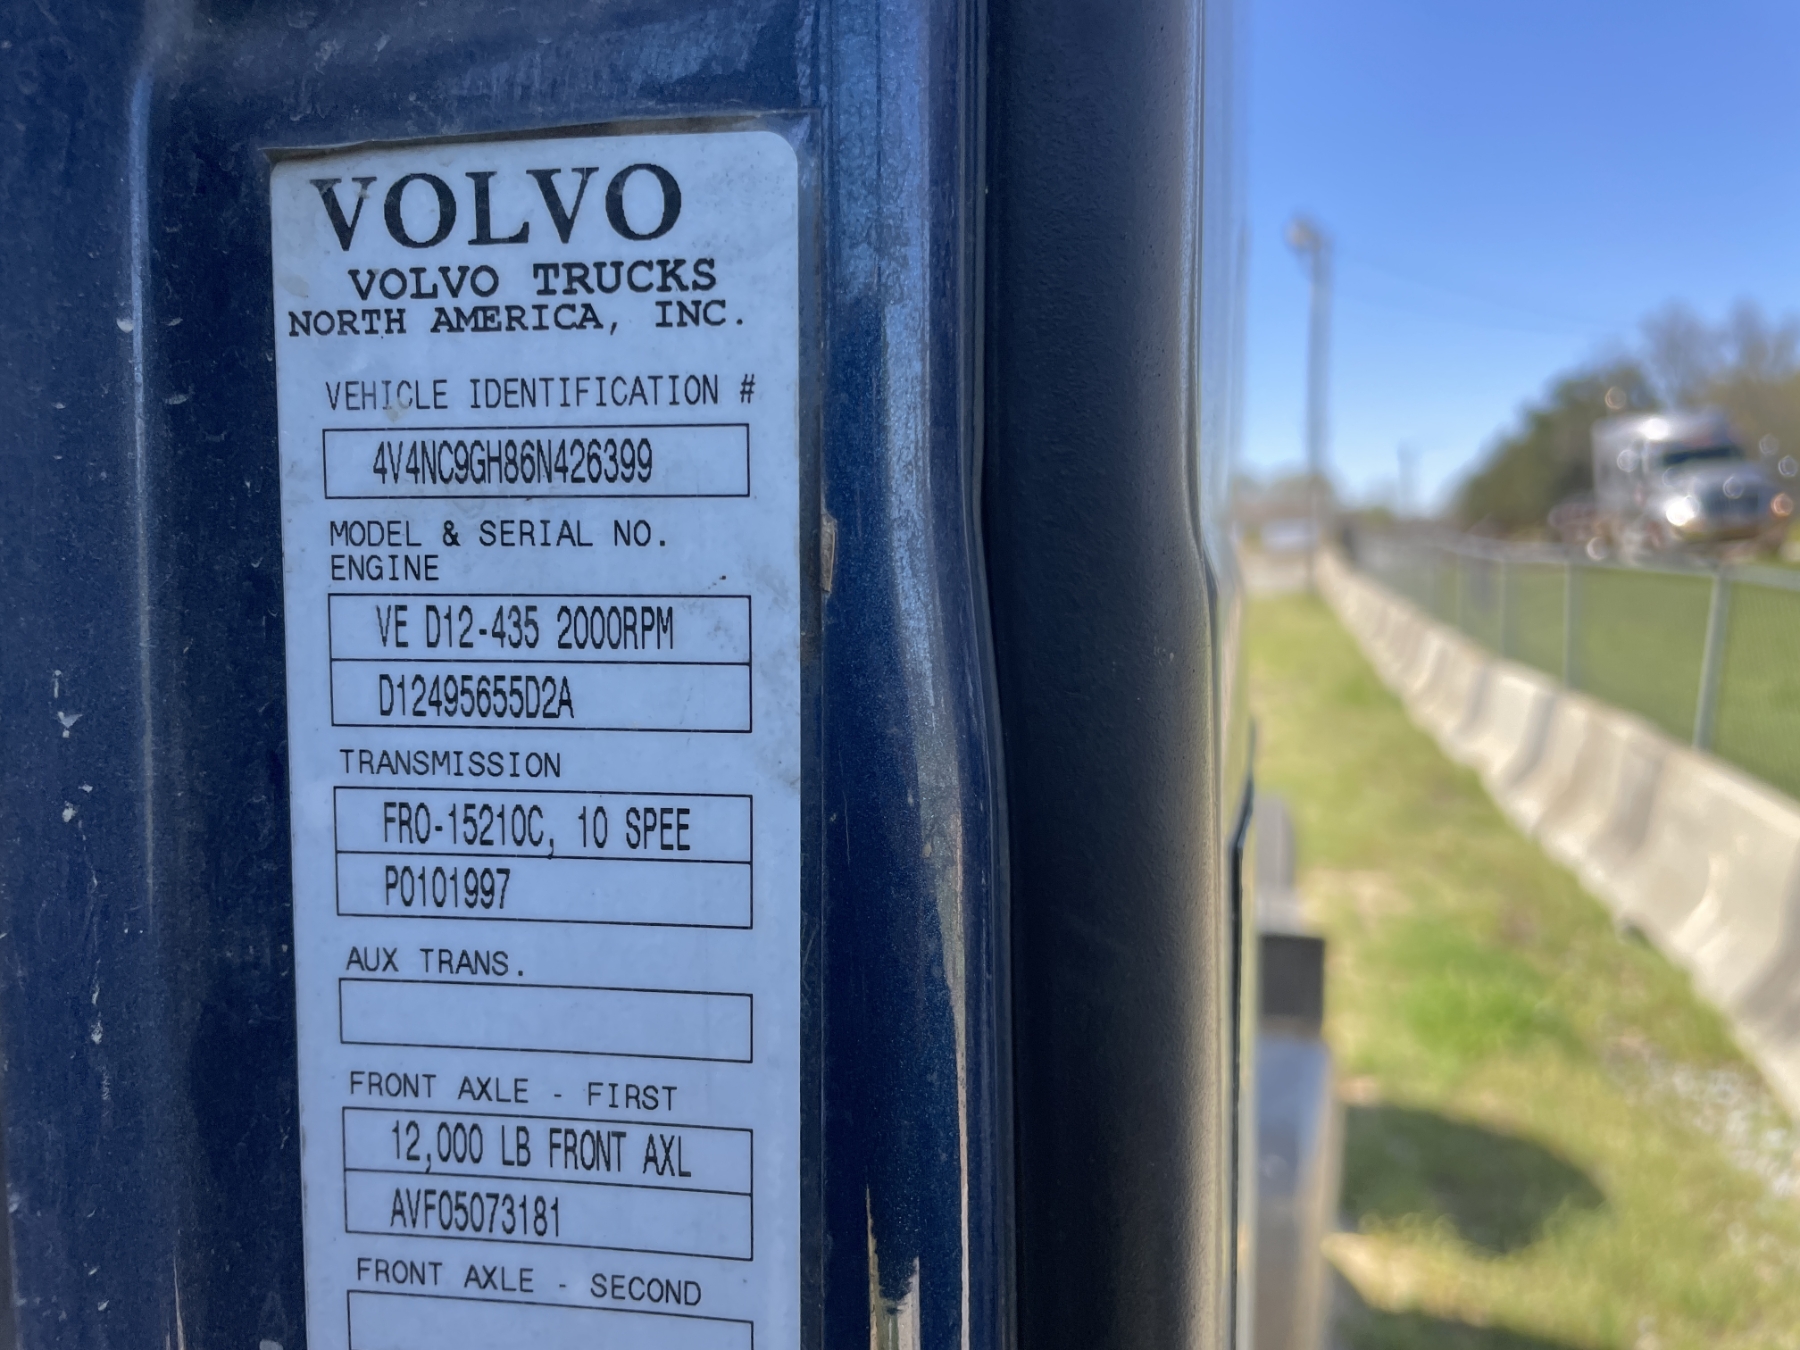 VOLVO
VOLVO TRUCKS
NORTH AMERICA, INC.
VEHICLE IDENTIFICATION #
4V4NC9GH86N426399
MODEL & SERIAL NO.
ENGINE
VE D12-435 2000RPM
D12495655D2A
TRANSMISSION
FRO-15210C, 10 SPEE
P0101997
AUX TRANS.
FRONT AXLE - FIRST
12,000 LB FRONT AXL
AVF05073181
FRONT AXLE - SECOND